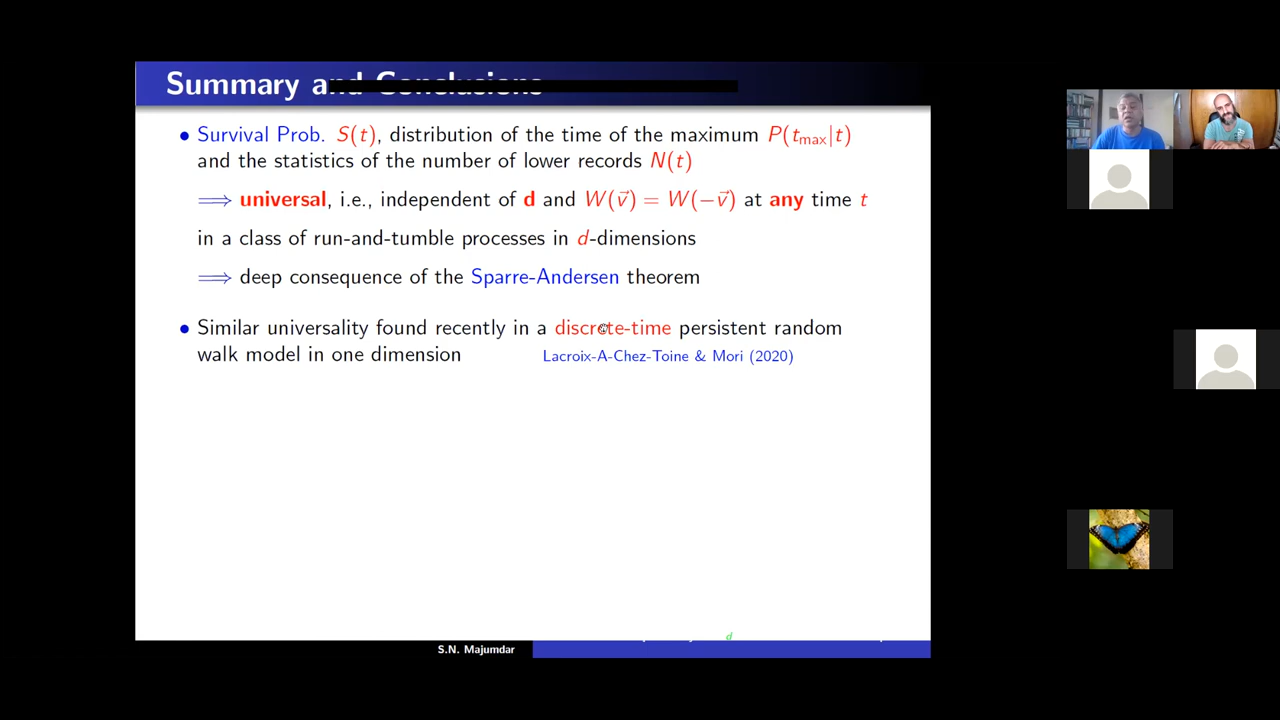 Summary and Conclusions
• Survival Prob. S(t), distribution of the time of the maximum P(t_max|t)
and the statistics of the number of lower records N(t)
⟹ universal, i.e., independent of d and W(v⃗) = W(−v⃗) at any time t
in a class of run-and-tumble processes in d-dimensions
⟹ deep consequence of the Sparre-Andersen theorem
• Similar universality found recently in a discrete-time persistent random
walk model in one dimension Lacroix-A-Chez-Toine & Mori (2020)
d
S.N. Majumdar